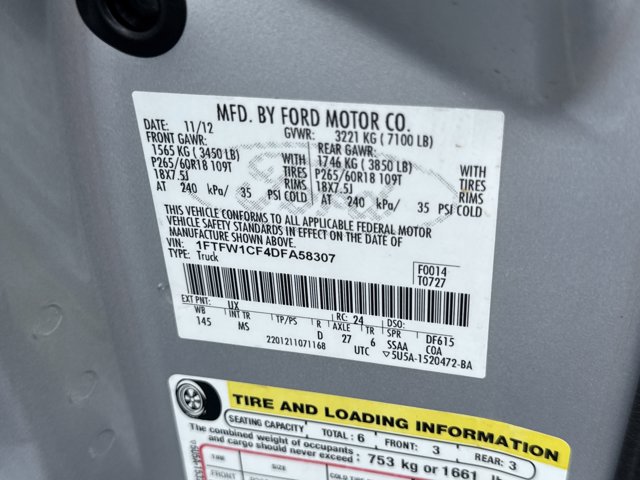 MFD. BY FORD MOTOR CO.
DATE: 11/12 GVWR: 3221 KG ( 7100 LB)
FRONT GAWR: REAR GAWR:
1565 KG ( 3450 LB) WITH 1746 KG ( 3850 LB) WITH
P265/60R18 109T TIRES P265/60R18 109T TIRES
18X7.5J RIMS 18X7.5J RIMS
AT 240 kPa/ 35 PSI COLD AT 240 kPa/ 35 PSI COLD
THIS VEHICLE CONFORMS TO ALL APPLICABLE FEDERAL MOTOR
VEHICLE SAFETY STANDARDS IN EFFECT ON THE DATE OF
MANUFACTURE SHOWN ABOVE.
VIN: 1FTFW1CF4DFA58307
TYPE: Truck
F0014
T0727
EXT PNT: UX RC: 24 DSO:
WB INT TR TP/PS R AXLE TR SPR DF615
145 MS D 27 6 SSAA COA
2201211071168 UTC ▽5U5A-1520472-BA
TIRE AND LOADING INFORMATION
SEATING CAPACITY TOTAL: 6 FRONT: 3 REAR: 3
The combined weight of occupants
and cargo should never exceed: 753 kg or 1661
TIRE SIZE
FRONT